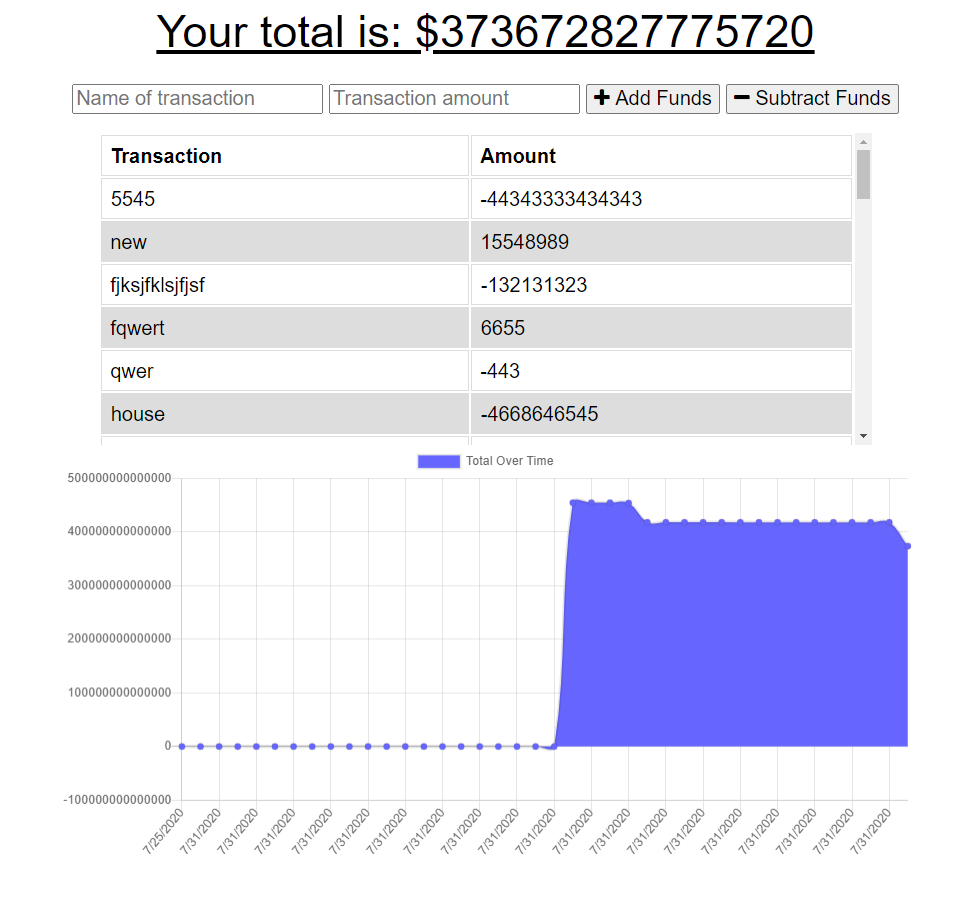 Your total is: $373672827775720
Name of transaction Transaction amount + Add Funds − Subtract Funds
Transaction Amount
5545 -44343333434343
new 15548989
fjksjfklsjfjsf -132131323
fqwert 6655
qwer -443
house -4668646545
Total Over Time
500000000000000
400000000000000
300000000000000
200000000000000
100000000000000
0
-100000000000000
7/25/2020 7/31/2020 7/31/2020 7/31/2020 7/31/2020 7/31/2020 7/31/2020 7/31/2020 7/31/2020 7/31/2020 7/31/2020 7/31/2020 7/31/2020 7/31/2020 7/31/2020 7/31/2020 7/31/2020 7/31/2020 7/31/2020 7/31/2020